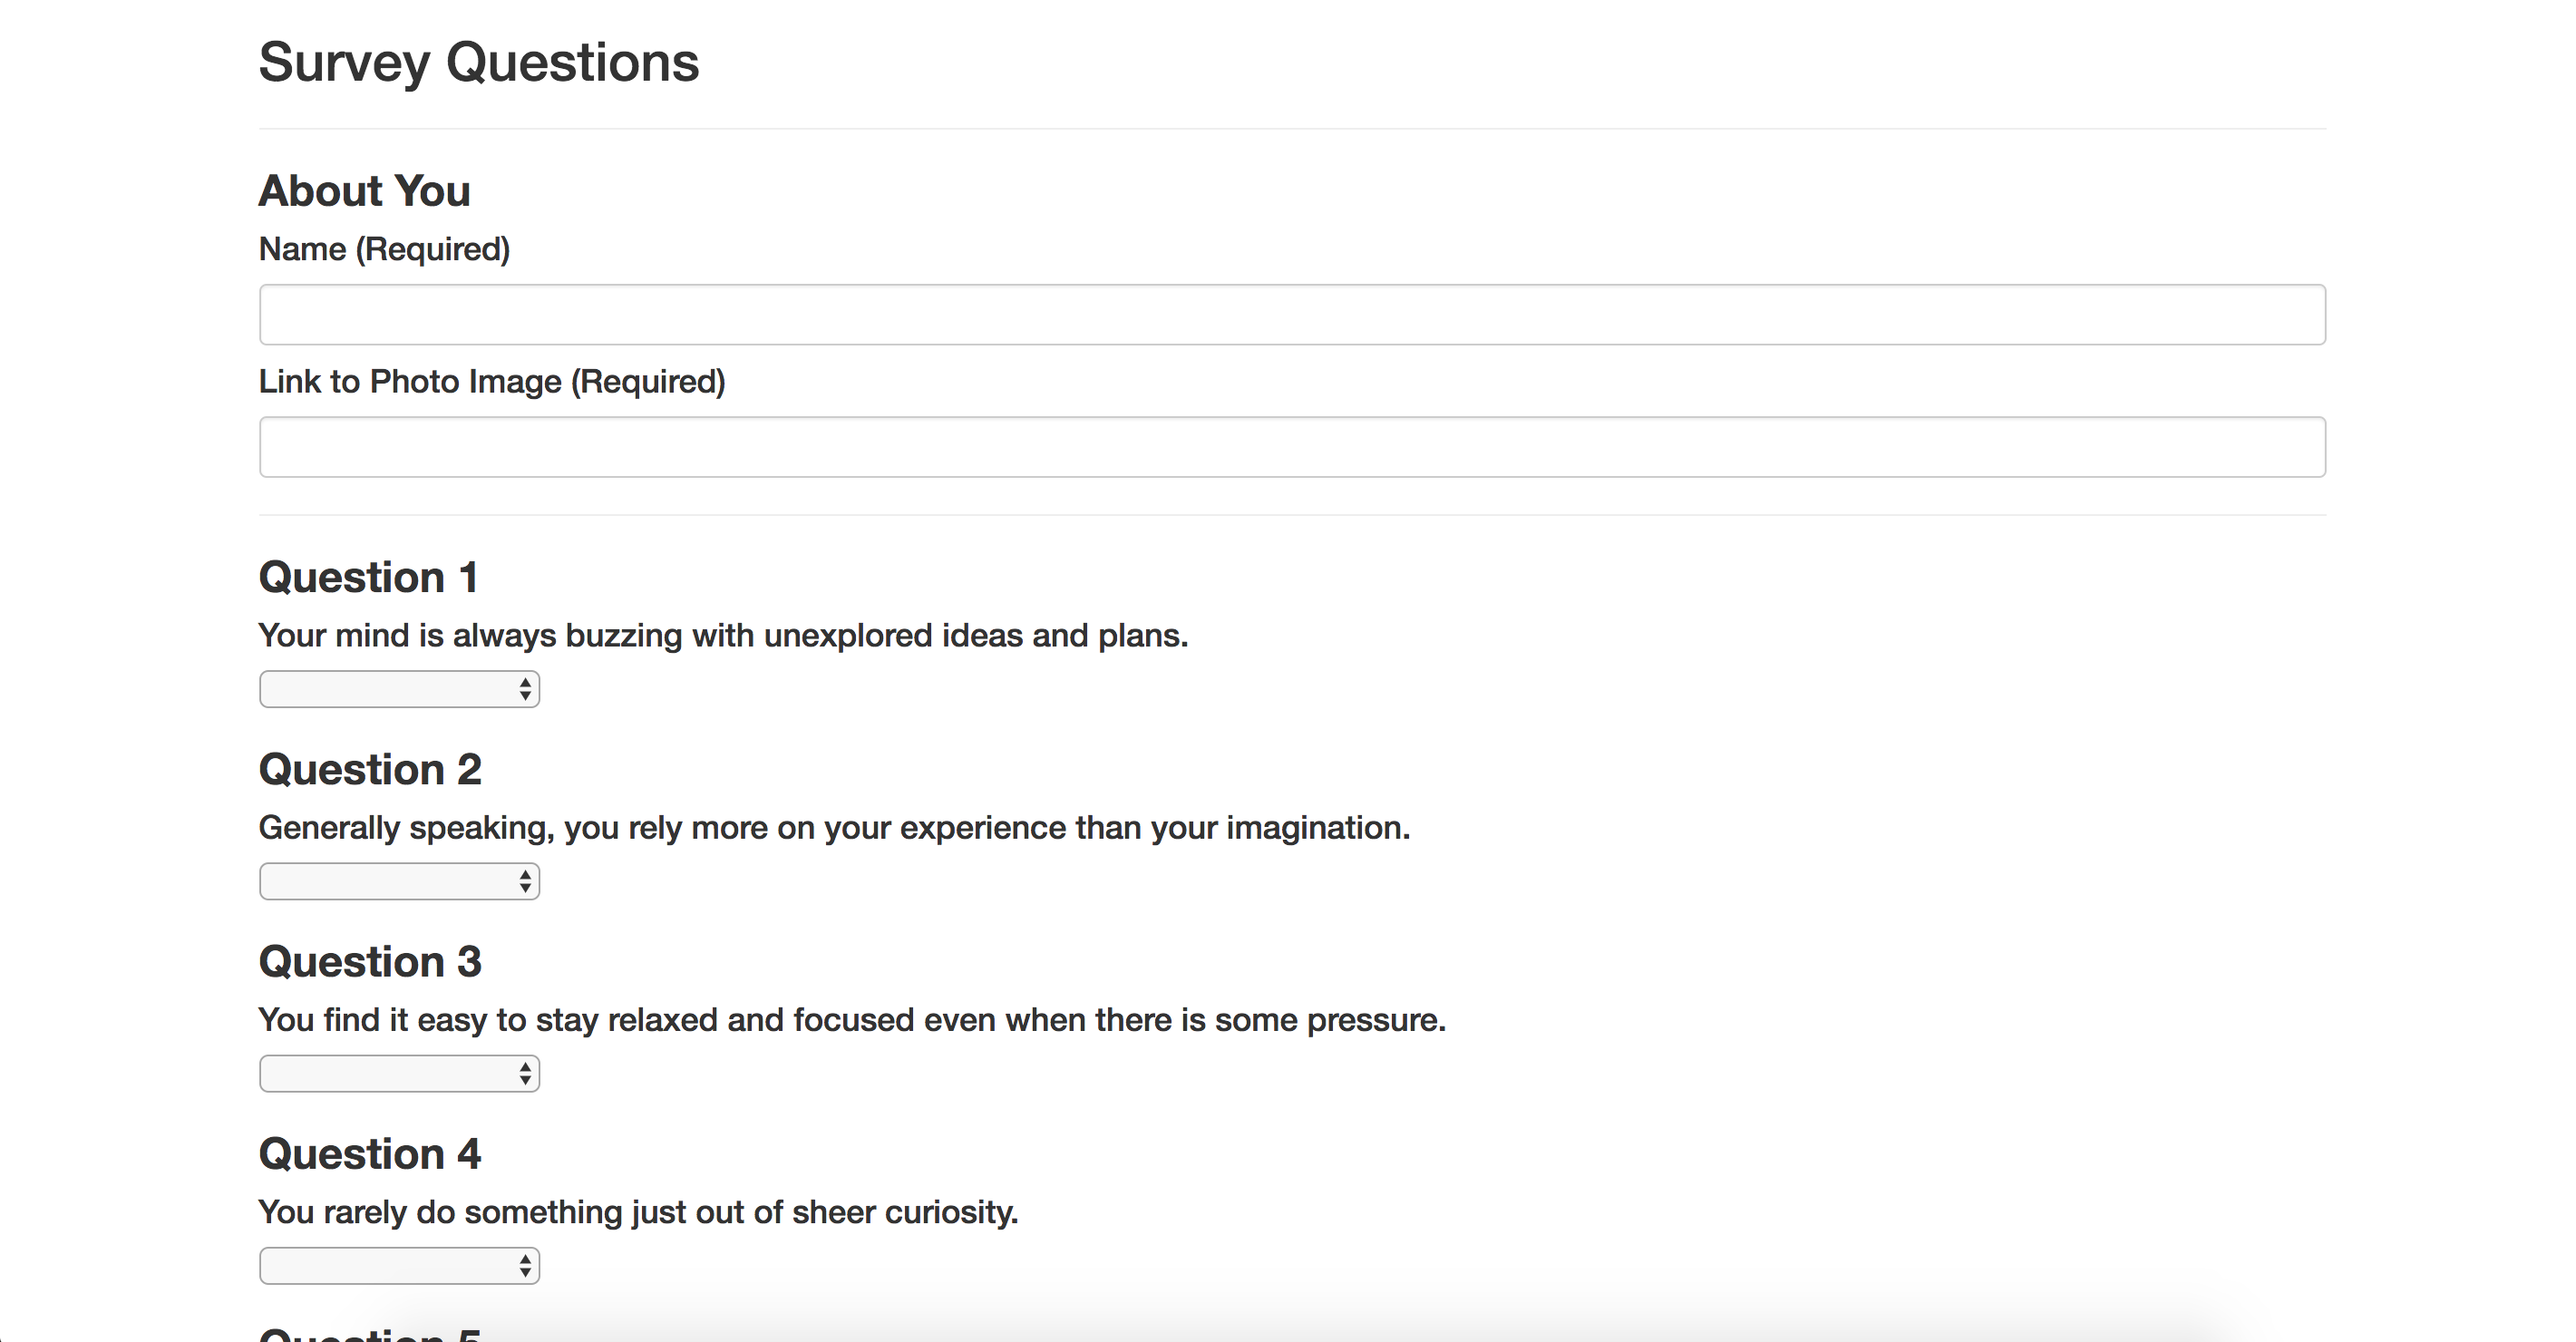 Survey Questions
About You
Name (Required)
Link to Photo Image (Required)
Question 1
Your mind is always buzzing with unexplored ideas and plans.
Question 2
Generally speaking, you rely more on your experience than your imagination.
Question 3
You find it easy to stay relaxed and focused even when there is some pressure.
Question 4
You rarely do something just out of sheer curiosity.
Question 5